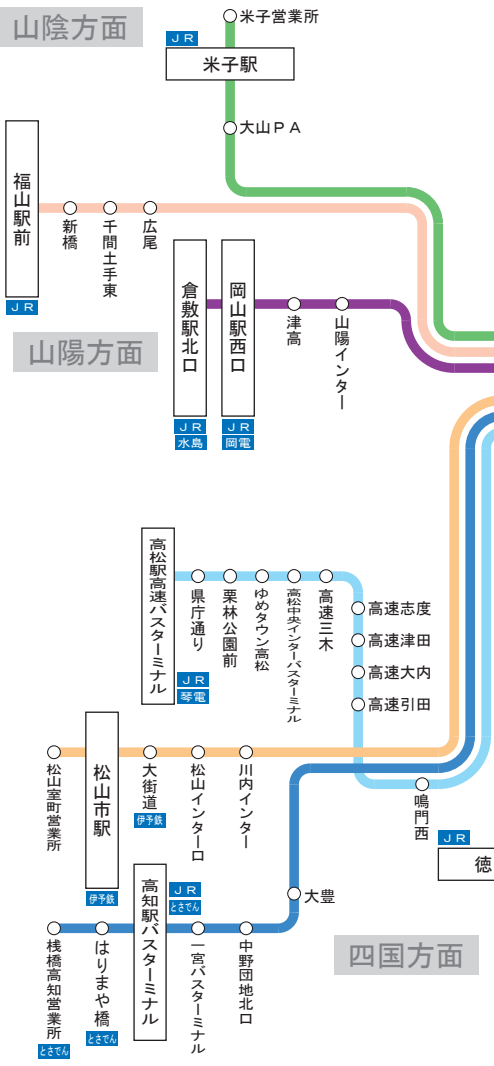 山陰方面
米子営業所
ＪＲ
米子駅
大山ＰＡ
福山駅前
ＪＲ
新橋
千間土手東
広尾
山陽方面
倉敷駅北口
ＪＲ
水島
岡山駅西口
ＪＲ
岡電
津高
山陽インター
高松駅高速バスターミナル
ＪＲ
琴電
県庁通り
栗林公園前
ゆめタウン高松
高松中央インターバスターミナル
高速三木
高速志度
高速津田
高速大内
高速引田
鳴門西
ＪＲ
徳
松山室町営業所
松山市駅
伊予鉄
大街道
伊予鉄
松山インター口
川内インター
大豊
桟橋高知営業所
とさでん
はりまや橋
とさでん
高知駅バスターミナル
ＪＲ
とさでん
一宮バスターミナル
中野団地北口
四国方面